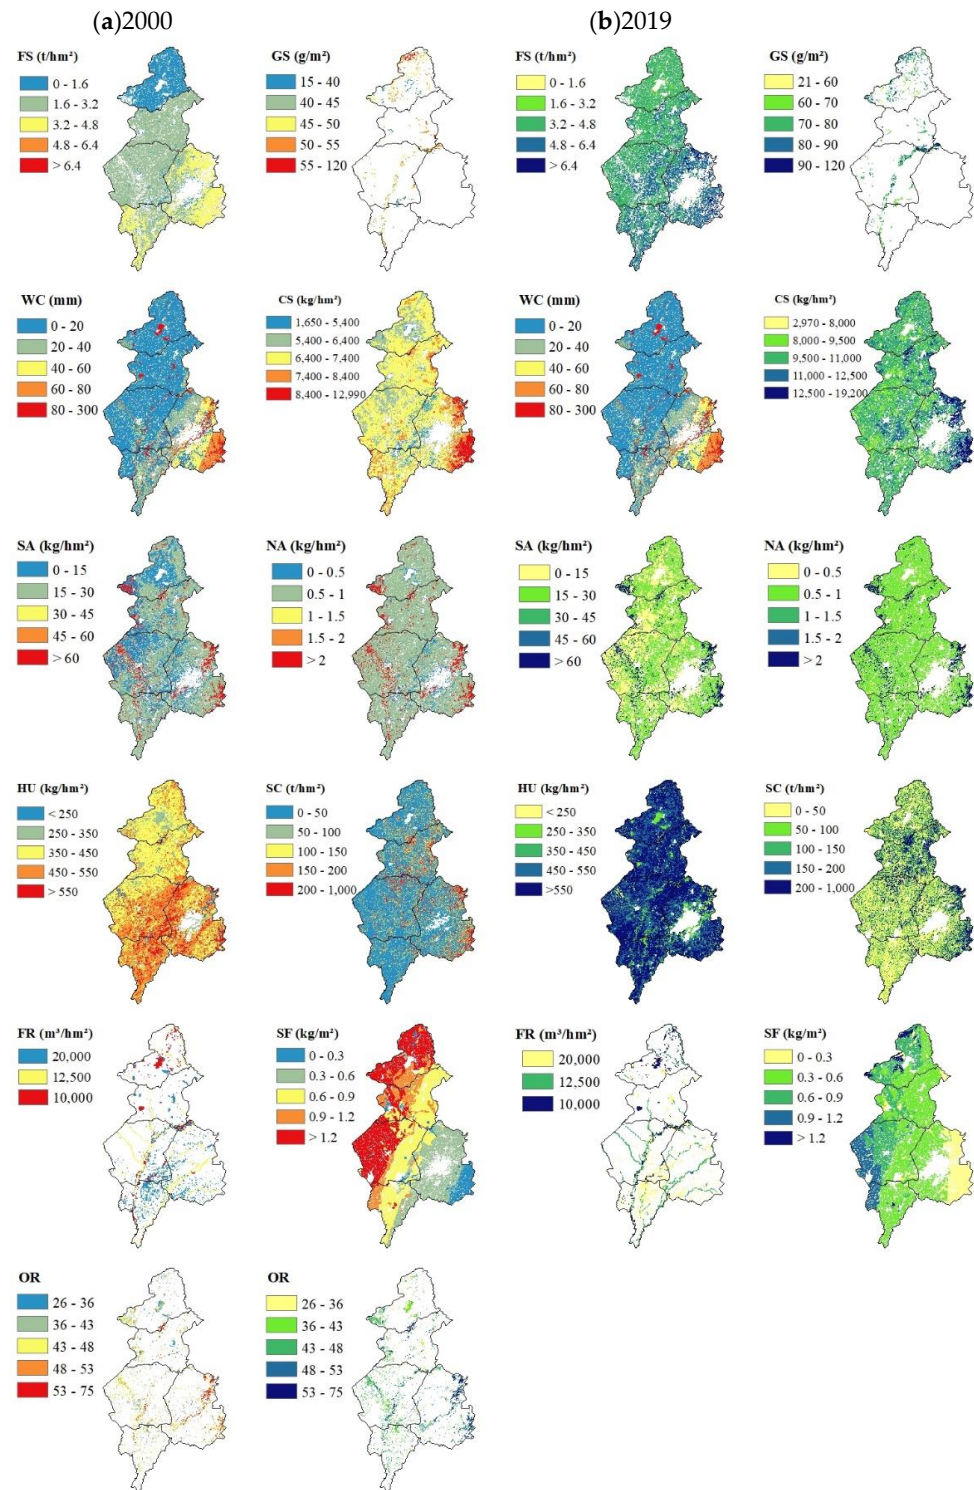 (a)2000
(b)2019
FS (t/hm²)
0 - 1.6
1.6 - 3.2
3.2 - 4.8
4.8 - 6.4
> 6.4
GS (g/m²)
15 - 40
40 - 45
45 - 50
50 - 55
55 - 120
FS (t/hm²)
0 - 1.6
1.6 - 3.2
3.2 - 4.8
4.8 - 6.4
> 6.4
GS (g/m²)
21 - 60
60 - 70
70 - 80
80 - 90
90 - 120
WC (mm)
0 - 20
20 - 40
40 - 60
60 - 80
80 - 300
CS (kg/hm²)
1,650 - 5,400
5,400 - 6,400
6,400 - 7,400
7,400 - 8,400
8,400 - 12,990
WC (mm)
0 - 20
20 - 40
40 - 60
60 - 80
80 - 300
CS (kg/hm²)
2,970 - 8,000
8,000 - 9,500
9,500 - 11,000
11,000 - 12,500
12,500 - 19,200
SA (kg/hm²)
0 - 15
15 - 30
30 - 45
45 - 60
> 60
NA (kg/hm²)
0 - 0.5
0.5 - 1
1 - 1.5
1.5 - 2
> 2
SA (kg/hm²)
0 - 15
15 - 30
30 - 45
45 - 60
> 60
NA (kg/hm²)
0 - 0.5
0.5 - 1
1 - 1.5
1.5 - 2
> 2
HU (kg/hm²)
< 250
250 - 350
350 - 450
450 - 550
> 550
SC (t/hm²)
0 - 50
50 - 100
100 - 150
150 - 200
200 - 1,000
HU (kg/hm²)
< 250
250 - 350
350 - 450
450 - 550
>550
SC (t/hm²)
0 - 50
50 - 100
100 - 150
150 - 200
200 - 1,000
FR (m³/hm²)
20,000
12,500
10,000
SF (kg/m²)
0 - 0.3
0.3 - 0.6
0.6 - 0.9
0.9 - 1.2
> 1.2
FR (m³/hm²)
20,000
12,500
10,000
SF (kg/m²)
0 - 0.3
0.3 - 0.6
0.6 - 0.9
0.9 - 1.2
> 1.2
OR
26 - 36
36 - 43
43 - 48
48 - 53
53 - 75
OR
26 - 36
36 - 43
43 - 48
48 - 53
53 - 75